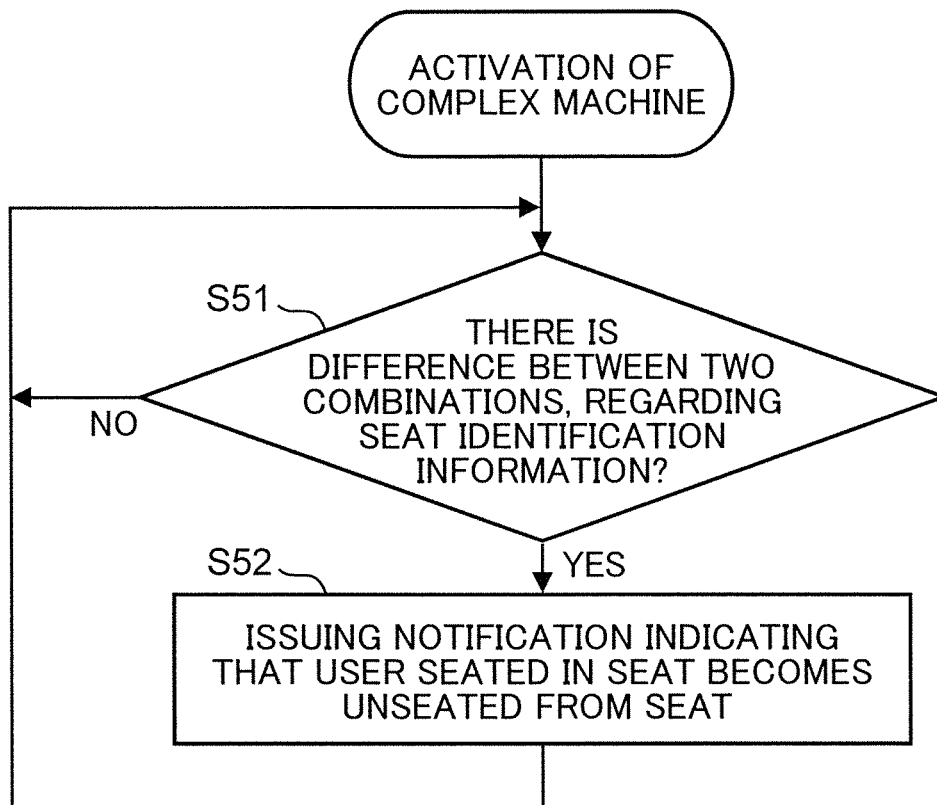 ACTIVATION OF
COMPLEX MACHINE
S51
THERE IS
DIFFERENCE BETWEEN TWO
COMBINATIONS, REGARDING
SEAT IDENTIFICATION
INFORMATION?
NO
YES
S52
ISSUING NOTIFICATION INDICATING
THAT USER SEATED IN SEAT BECOMES
UNSEATED FROM SEAT